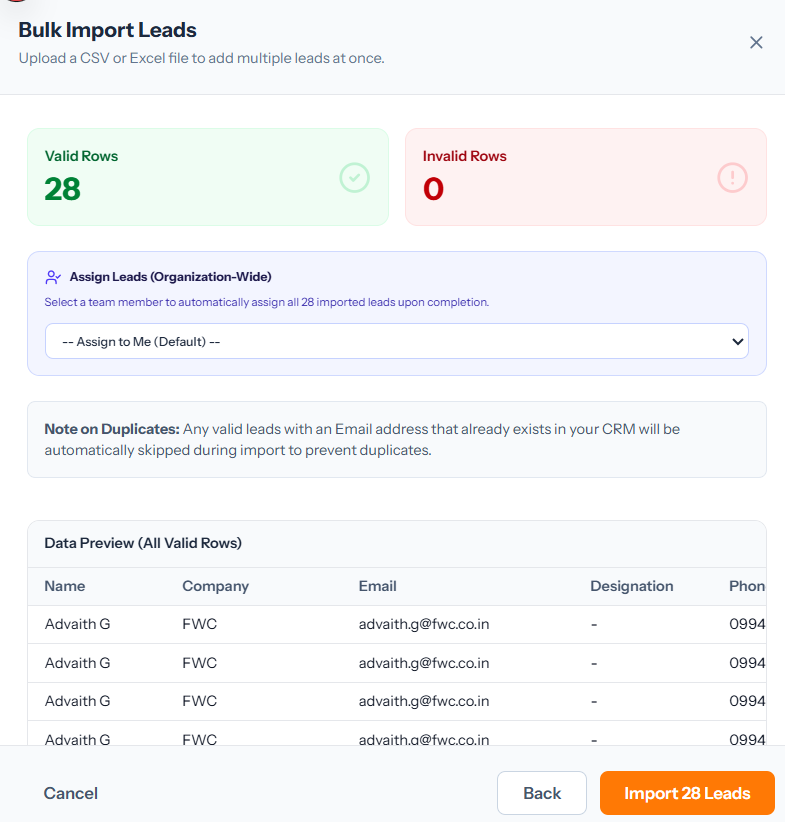 Bulk Import Leads
Upload a CSV or Excel file to add multiple leads at once.
Valid Rows
28
Invalid Rows
0
Assign Leads (Organization-Wide)
Select a team member to automatically assign all 28 imported leads upon completion.
-- Assign to Me (Default) --
Note on Duplicates: Any valid leads with an Email address that already exists in your CRM will be
automatically skipped during import to prevent duplicates.
Data Preview (All Valid Rows)
Name Company Email Designation Phon
Advaith G FWC advaith.g@fwc.co.in - 0994
Advaith G FWC advaith.g@fwc.co.in - 0994
Advaith G FWC advaith.g@fwc.co.in - 0994
Advaith G FWC advaith.g@fwc.co.in - 0994
Cancel Back Import 28 Leads